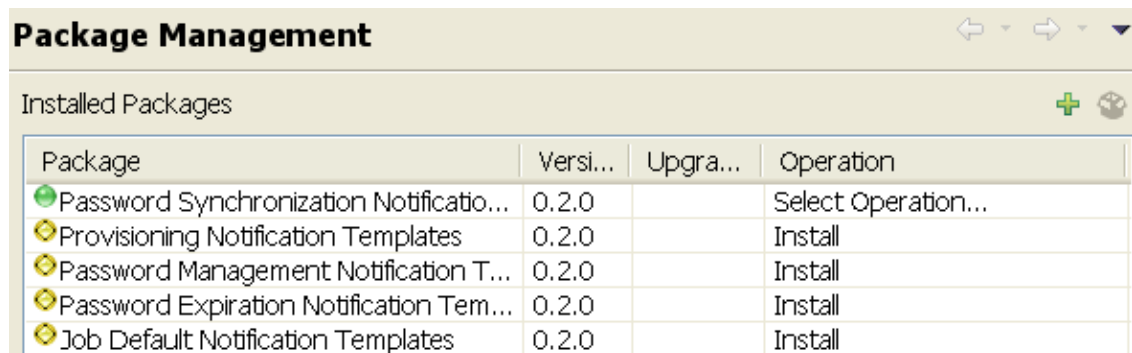 Package Management
Installed Packages
Package Versi... Upgra... Operation
Password Synchronization Notificatio... 0.2.0 Select Operation...
Provisioning Notification Templates 0.2.0 Install
Password Management Notification T... 0.2.0 Install
Password Expiration Notification Tem... 0.2.0 Install
Job Default Notification Templates 0.2.0 Install